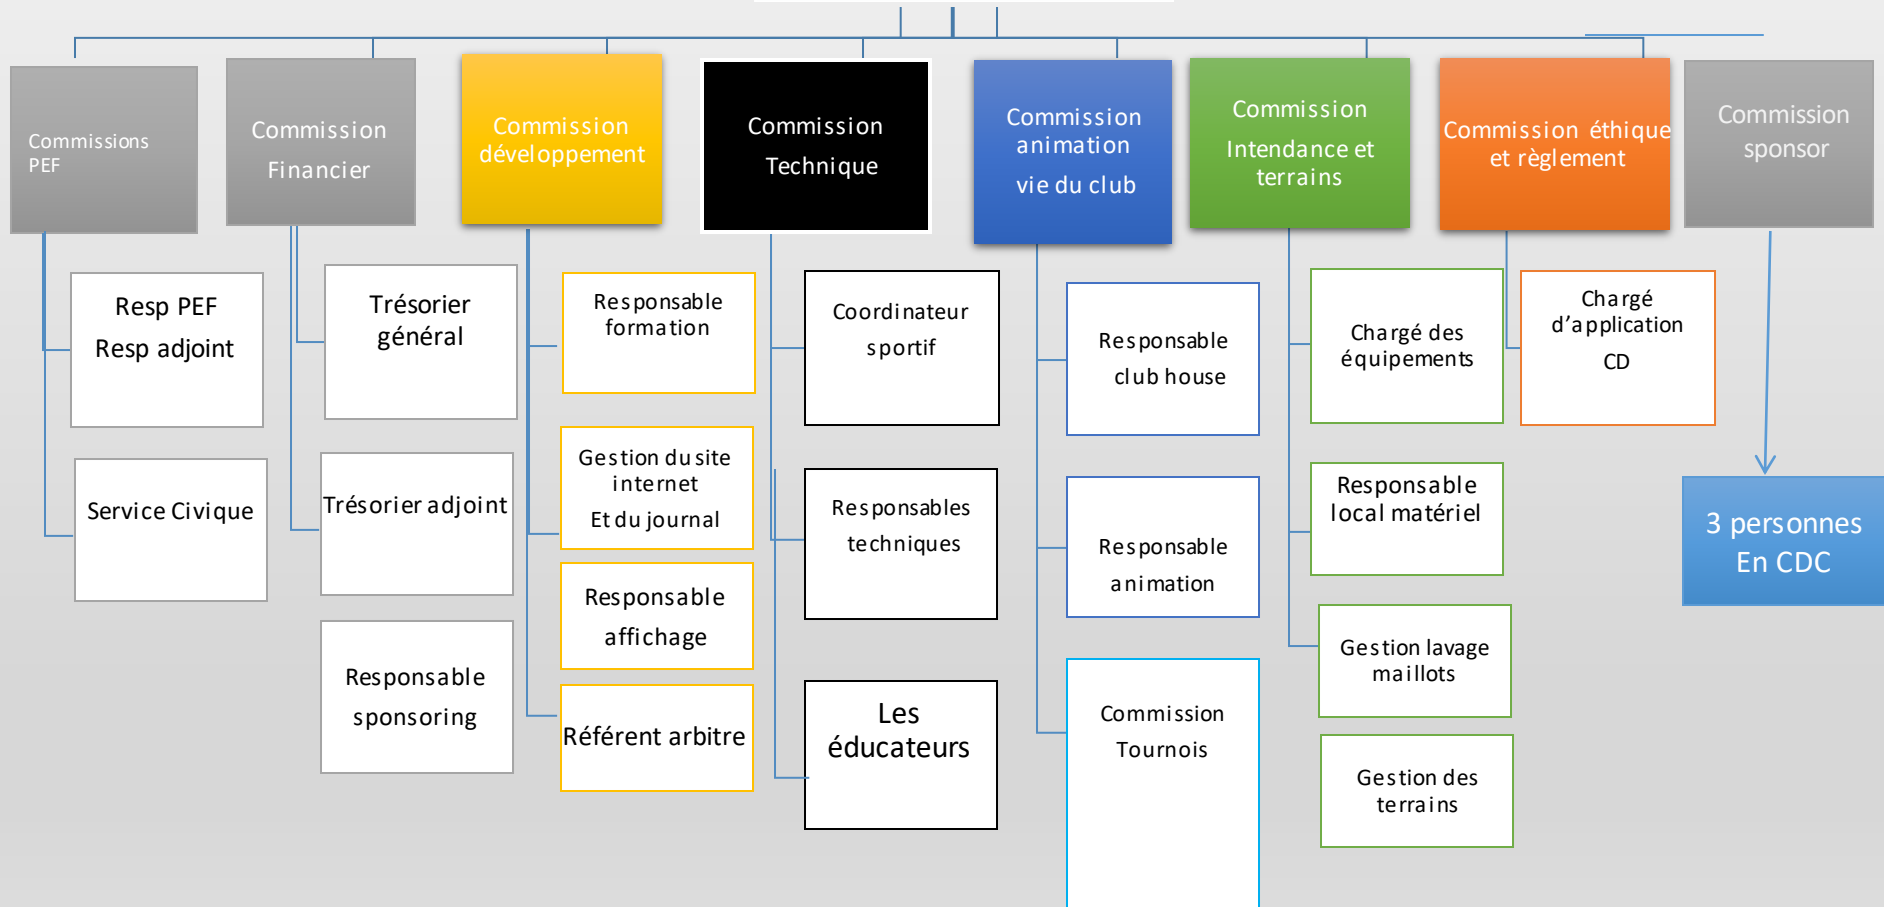 Commissions
PEF
Commission
Financier
Commission
développement
Commission
Technique
Commission
animation
vie du club
Commission
Intendance et
terrains
Commission éthique
et règlement
Commission
sponsor
Resp PEF
Resp adjoint
Service Civique
Trésorier
général
Trésorier adjoint
Responsable
sponsoring
Responsable
formation
Gestion du site
internet
Et du journal
Responsable
affichage
Référent arbitre
Coordinateur
sportif
Responsables
techniques
Les
éducateurs
Responsable
club house
Responsable
animation
Commission
Tournois
Chargé des
équipements
Responsable
local matériel
Gestion lavage
maillots
Gestion des
terrains
Chargé
d’application
CD
3 personnes
En CDC